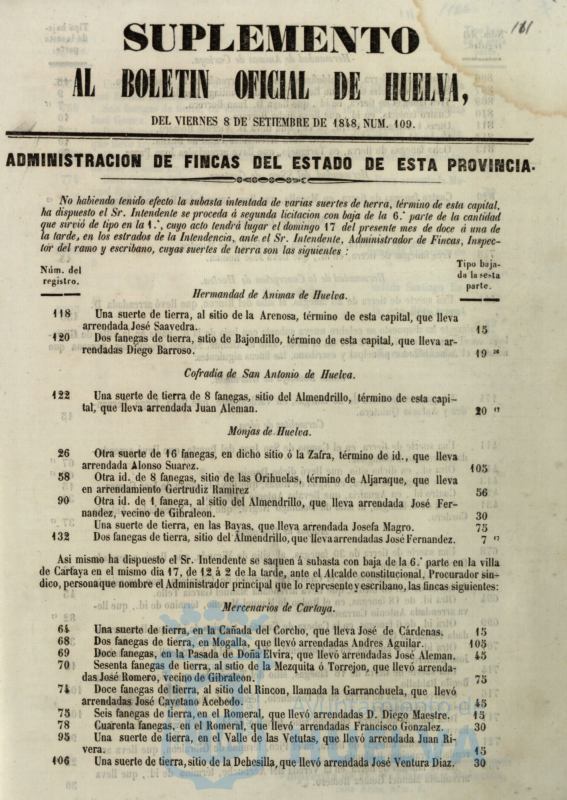 161
SUPLEMENTO
AL BOLETIN OFICIAL DE HUELVA,
DEL VIERNES 8 DE SETIEMBRE DE 1848, NUM. 109.
ADMINISTRACION DE FINCAS DEL ESTADO DE ESTA PROVINCIA.
No habiendo tenido efecto la subasta intentada de varias suertes de tierra, término de esta capital,
ha dispuesto el Sr. Intendente se proceda á segunda licitacion con baja de la 6.ª parte de la cantidad
que sirvió de tipo en la 1.ª, cuyo acto tendrá lugar el domingo 17 del presente mes de doce á una de
la tarde, en los estrados de la Intendencia, ante el Sr. Intendente, Administrador de Fincas, Inspec-
tor del ramo y escribano, cuyas suertes de tierra son las siguientes:
Núm. del
registro.
Tipo baja-
da la sesta
parte.
Hermandad de Animas de Huelva.
118 Una suerte de tierra, al sitio de la Arenosa, término de esta capital, que lleva
arrendada José Saavedra. 15
120 Dos fanegas de tierra, sitio de Bajondillo, término de esta capital, que lleva ar-
rendadas Diego Barroso. 19
Cofradia de San Antonio de Huelva.
122 Una suerte de tierra de 8 fanegas, sitio del Almendrillo, término de esta capi-
tal, que lleva arrendada Juan Aleman. 20 17
Monjas de Huelva.
26 Otra suerte de 16 fanegas, en dicho sitio ó la Zafra, término de id., que lleva
arrendada Alonso Suarez. 105
58 Otra id. de 8 fanegas, sitio de las Orihuelas, término de Aljaraque, que lleva
en arrendamiento Gertrudiz Ramirez 56
90 Otra id. de 1 fanega, al sitio del Almendrillo, que lleva arrendada José Fer-
nandez, vecino de Gibraleon. 30
Una suerte de tierra, en las Bayas, que lleva arrendada Josefa Magro. 75
132 Dos fanegas de tierra, sitio del Almendrillo, que lleva arrendadas José Fernandez. 7 17
Asi mismo ha dispuesto el Sr. Intendente se saquen á subasta con baja de la 6.ª parte en la villa
de Cartaya en el mismo dia 17, de 12 á 2 de la tarde, ante el Alcalde constitucional, Procurador sin-
dico, persona que nombre el Administrador principal que lo represente y escribano, las fincas siguientes:
Mercenarios de Cartaya.
64 Una suerte de tierra, en la Cañada del Corcho, que lleva José de Cárdenas. 15
68 Dos fanegas de tierra, en Mogalla, que llevó arrendadas Andres Aguilar. 105
69 Doce fanegas, en la Pasada de Doña Elvira, que llevó arrendadas José Aleman. 45
70 Sesenta fanegas de tierra, al sitio de la Mezquita ó Torrejon, que llevó arrenda-
das José Romero, vecino de Gibraleon. 75
74 Doce fanegas de tierra, al sitio del Rincon, llamada la Garranchuela, que llevó
arrendadas José Cayetano Acebedo. 45
75 Seis fanegas de tierra, en el Romeral, que llevó arrendadas D. Diego Maestre. 15
78 Cuarenta fanegas, en el Romeral, que llevó arrendadas Francisco Gonzalez. 30
95 Una suerte de tierra, en el Valle de las Vetutas, que llevó arrendada Juan Ri-
vera. 15
106 Una suerte de tierra, sitio de la Dehesilla, que llevó arrendada José Ventura Diaz. 30
Ayuntamiento de
HUELVA